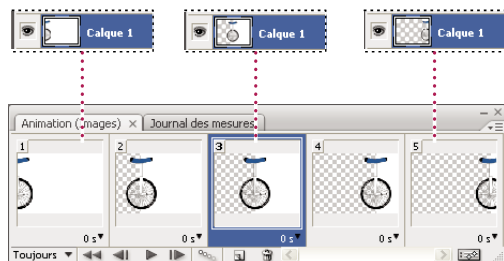 Calque 1
Calque 1
Calque 1
Animation (Images) × Journal des mesures
1 2 3 4 5
0 s 0 s 0 s 0 s 0 s
Toujours